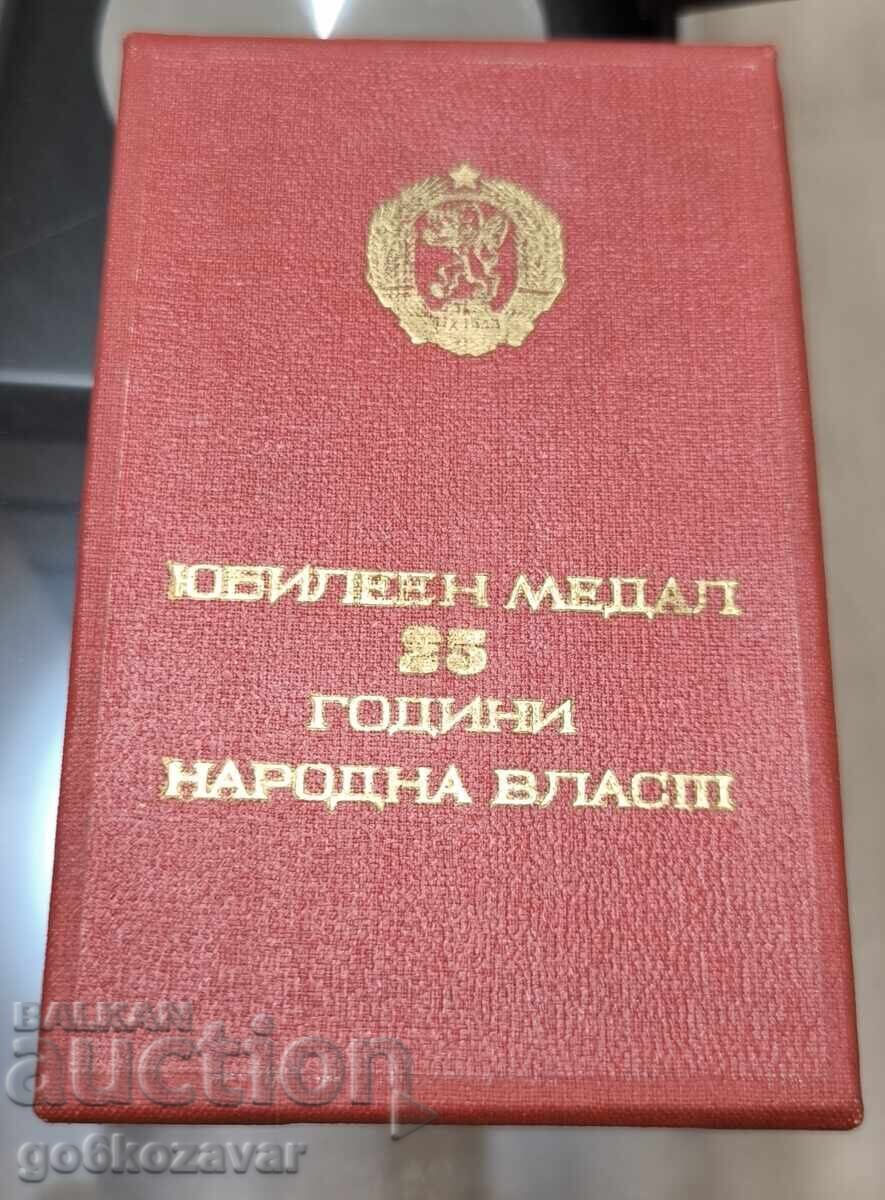 ЮБИЛЕЕН МЕДАЛ
25
ГОДИНИ
НАРОДНА ВЛАСТ
BALKAN
auction
go6kozavar